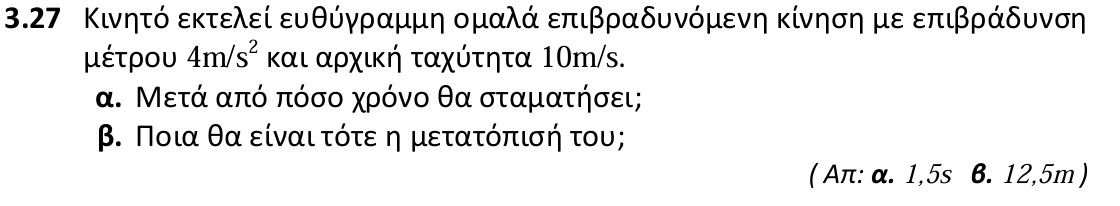 3.27 Κινητό εκτελεί ευθύγραμμη ομαλά επιβραδυνόμενη κίνηση με επιβράδυνση
μέτρου 4m/s² και αρχική ταχύτητα 10m/s.
α. Μετά από πόσο χρόνο θα σταματήσει;
β. Ποια θα είναι τότε η μετατόπισή του;
( Απ: α. 1,5s β. 12,5m )